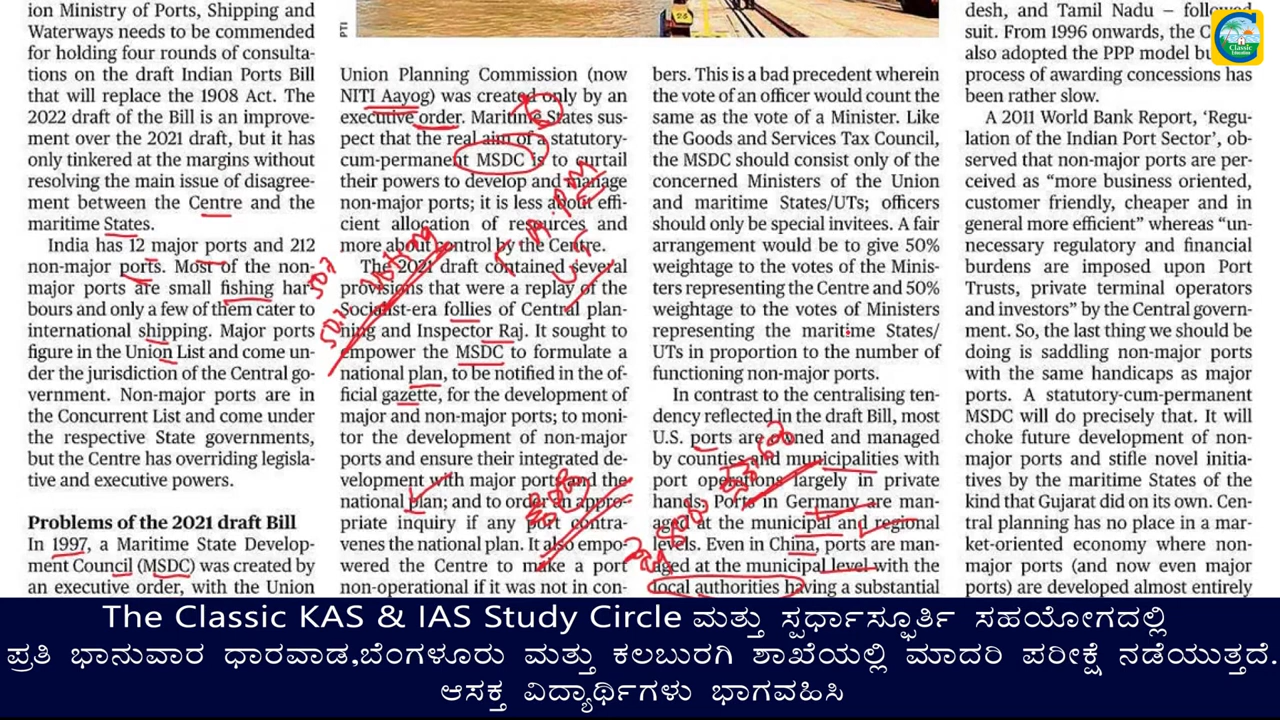 ion Ministry of Ports, Shipping and
Waterways needs to be commended
for holding four rounds of consulta-
tions on the draft Indian Ports Bill
that will replace the 1908 Act. The
2022 draft of the Bill is an improve-
ment over the 2021 draft, but it has
only tinkered at the margins without
resolving the main issue of disagree-
ment between the Centre and the
maritime States.
India has 12 major ports and 212
non-major ports. Most of the non-
major ports are small fishing har-
bours and only a few of them cater to
international shipping. Major ports
figure in the Union List and come un-
der the jurisdiction of the Central go-
vernment. Non-major ports are in
the Concurrent List and come under
the respective State governments,
but the Centre has overriding legisla-
tive and executive powers.
Problems of the 2021 draft Bill
In 1997, a Maritime State Develop-
ment Council (MSDC) was created by
an executive order, with the Union
PTI
Union Planning Commission (now
NITI Aayog) was created only by an
executive order. Maritime States sus-
pect that the real aim of a statutory-
cum-permanent MSDC is to curtail
their powers to develop and manage
non-major ports; it is less about effi-
cient allocation of resources and
more about control by the Centre.
The 2021 draft contained several
provisions that were a replay of the
Socialist-era follies of Central plan-
ning and Inspector Raj. It sought to
empower the MSDC to formulate a
national plan, to be notified in the of-
ficial gazette, for the development of
major and non-major ports; to moni-
tor the development of non-major
ports and ensure their integrated de-
velopment with major ports and the
national plan; and to order an appro-
priate inquiry if any port contra-
venes the national plan. It also empo-
wered the Centre to make a port
non-operational if it was not in con-
bers. This is a bad precedent wherein
the vote of an officer would count the
same as the vote of a Minister. Like
the Goods and Services Tax Council,
the MSDC should consist only of the
concerned Ministers of the Union
and maritime States/UTs; officers
should only be special invitees. A fair
arrangement would be to give 50%
weightage to the votes of the Minis-
ters representing the Centre and 50%
weightage to the votes of Ministers
representing the maritime States/
UTs in proportion to the number of
functioning non-major ports.
In contrast to the centralising ten-
dency reflected in the draft Bill, most
U.S. ports are owned and managed
by counties and municipalities with
port operations largely in private
hands. Ports in Germany are man-
aged at the municipal and regional
levels. Even in China, ports are man-
aged at the municipal level with the
local authorities having a substantial
desh, and Tamil Nadu – followed
suit. From 1996 onwards, the
also adopted the PPP model
process of awarding concessions has
been rather slow.
A 2011 World Bank Report, ‘Regu-
lation of the Indian Port Sector’, ob-
served that non-major ports are per-
ceived as “more business oriented,
customer friendly, cheaper and in
general more efficient” whereas “un-
necessary regulatory and financial
burdens are imposed upon Port
Trusts, private terminal operators
and investors” by the Central govern-
ment. So, the last thing we should be
doing is saddling non-major ports
with the same handicaps as major
ports. A statutory-cum-permanent
MSDC will do precisely that. It will
choke future development of non-
major ports and stifle novel initia-
tives by the maritime States of the
kind that Gujarat did on its own. Cen-
tral planning has no place in a mar-
ket-oriented economy where non-
major ports (and now even major
ports) are developed almost entirely
Classic
Education
The Classic KAS & IAS Study Circle ಮತ್ತು ಸ್ಪರ್ಧಾಸ್ಫೂರ್ತಿ ಸಹಯೋಗದಲ್ಲಿ
ಪ್ರತಿ ಭಾನುವಾರ ಧಾರವಾಡ,ಬೆಂಗಳೂರು ಮತ್ತು ಕಲಬುರಗಿ ಶಾಖೆಯಲ್ಲಿ ಮಾದರಿ ಪರೀಕ್ಷೆ ನಡೆಯುತ್ತದೆ.
ಆಸಕ್ತ ವಿದ್ಯಾರ್ಥಿಗಳು ಭಾಗವಹಿಸಿ